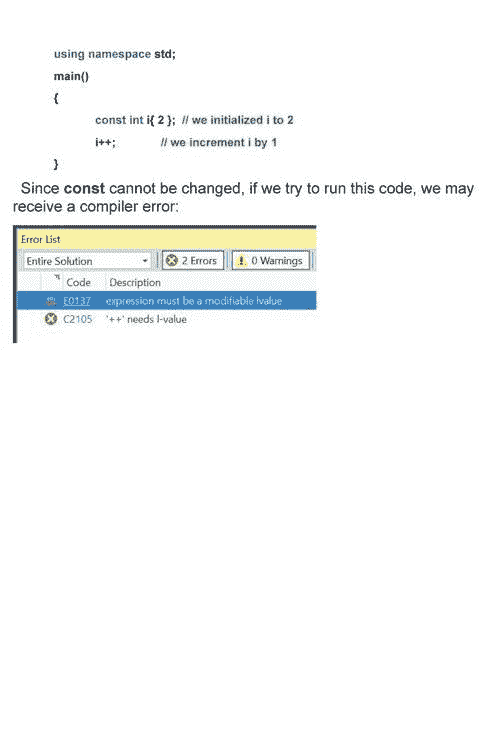 using namespace std;
main()
{
const int i{ 2 }; // we initialized i to 2
i++; // we increment i by 1
}
Since const cannot be changed, if we try to run this code, we may
receive a compiler error:
Error List
Entire Solution 2 Errors 0 Warnings
Code Description
E0137 expression must be a modifiable lvalue
C2105 '++' needs l-value